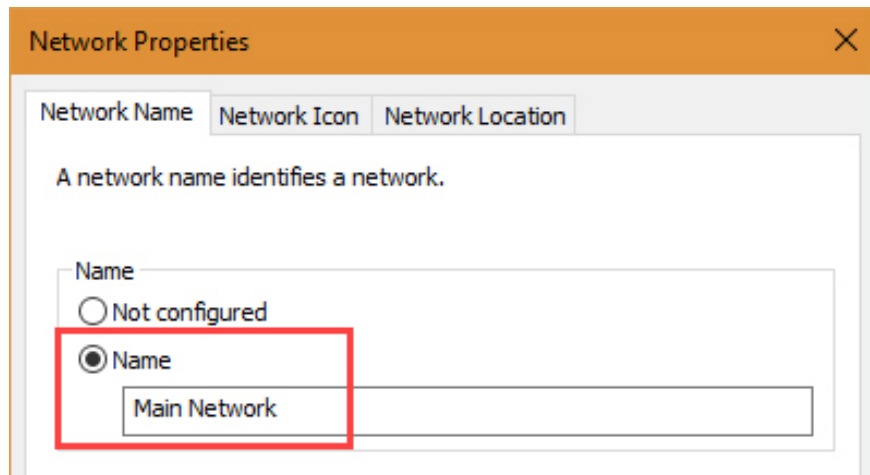 Network Properties
Network Name Network Icon Network Location
A network name identifies a network.
Name
Not configured
Name
Main Network